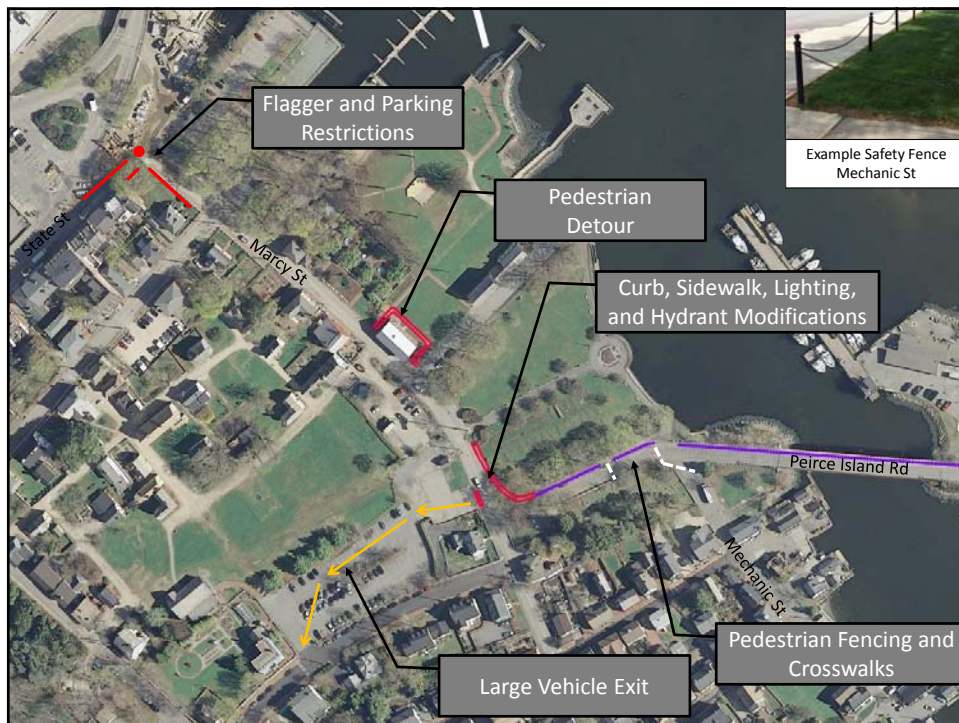 Flagger and Parking
Restrictions
Example Safety Fence
Mechanic St
Pedestrian
Detour
State St
Marcy St
Curb, Sidewalk, Lighting,
and Hydrant Modifications
Peirce Island Rd
Mechanic St
Pedestrian Fencing and
Crosswalks
Large Vehicle Exit